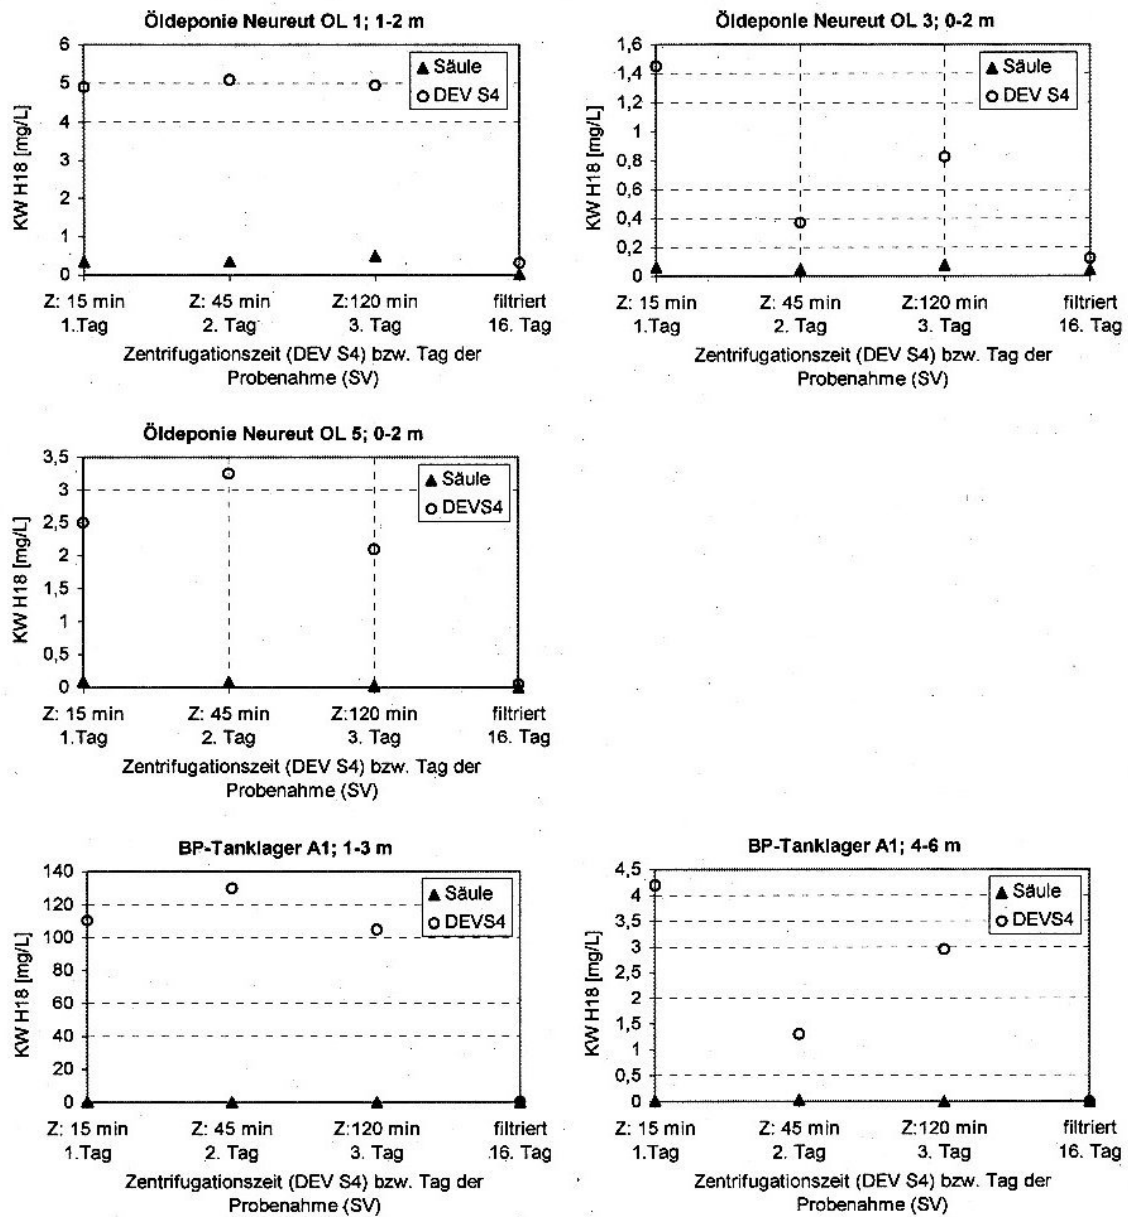 Öldeponie Neureut OL 1; 1-2 m
6
5
4
3
2
1
0
KW H18 [mg/L]
Säule
DEV S4
Z: 15 min Z: 45 min Z:120 min filtriert
1.Tag 2. Tag 3. Tag 16. Tag
Zentrifugationszeit (DEV S4) bzw. Tag der
Probenahme (SV)
Öldeponie Neureut OL 3; 0-2 m
1,6
1,4
1,2
1
0,8
0,6
0,4
0,2
0
KW H18 [mg/L]
Säule
DEV S4
Z: 15 min Z: 45 min Z:120 min filtriert
1.Tag 2. Tag 3. Tag 16. Tag
Zentrifugationszeit (DEV S4) bzw. Tag der
Probenahme (SV)
Öldeponie Neureut OL 5; 0-2 m
3,5
3
2,5
2
1,5
1
0,5
0
KW H18 [mg/L]
Säule
DEVS4
Z: 15 min Z: 45 min Z:120 min filtriert
1.Tag 2. Tag 3. Tag 16. Tag
Zentrifugationszeit (DEV S4) bzw. Tag der
Probenahme (SV)
BP-Tanklager A1; 1-3 m
140
120
100
80
60
40
20
0
KW H18 [mg/L]
Säule
DEVS4
Z: 15 min Z: 45 min Z:120 min filtriert
1.Tag 2. Tag 3. Tag 16. Tag
Zentrifugationszeit (DEV S4) bzw. Tag der
Probenahme (SV)
BP-Tanklager A1; 4-6 m
4,5
4
3,5
3
2,5
2
1,5
1
0,5
0
KW H18 [mg/L]
Säule
DEVS4
Z: 15 min Z: 45 min Z:120 min filtriert
1.Tag 2. Tag 3. Tag 16. Tag
Zentrifugationszeit (DEV S4) bzw. Tag der
Probenahme (SV)